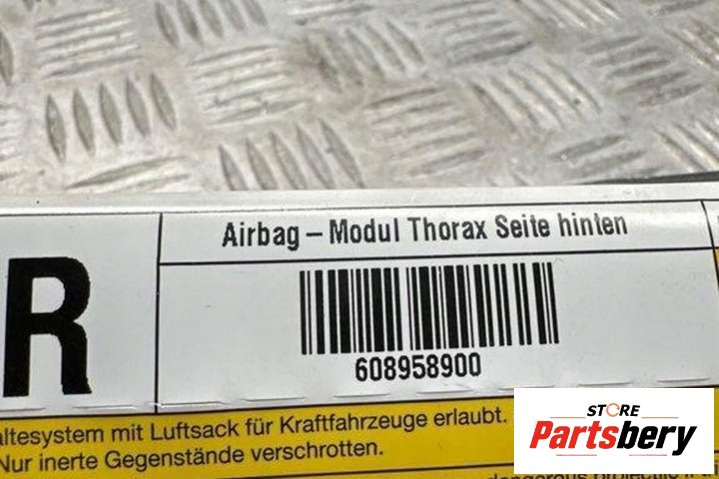 Airbag – Modul Thorax Seite hinten
R
608958900
altesystem mit Luftsack für Kraftfahrzeuge erlaubt.
Nur inerte Gegenstände verschrotten.
STORE
Partsbery